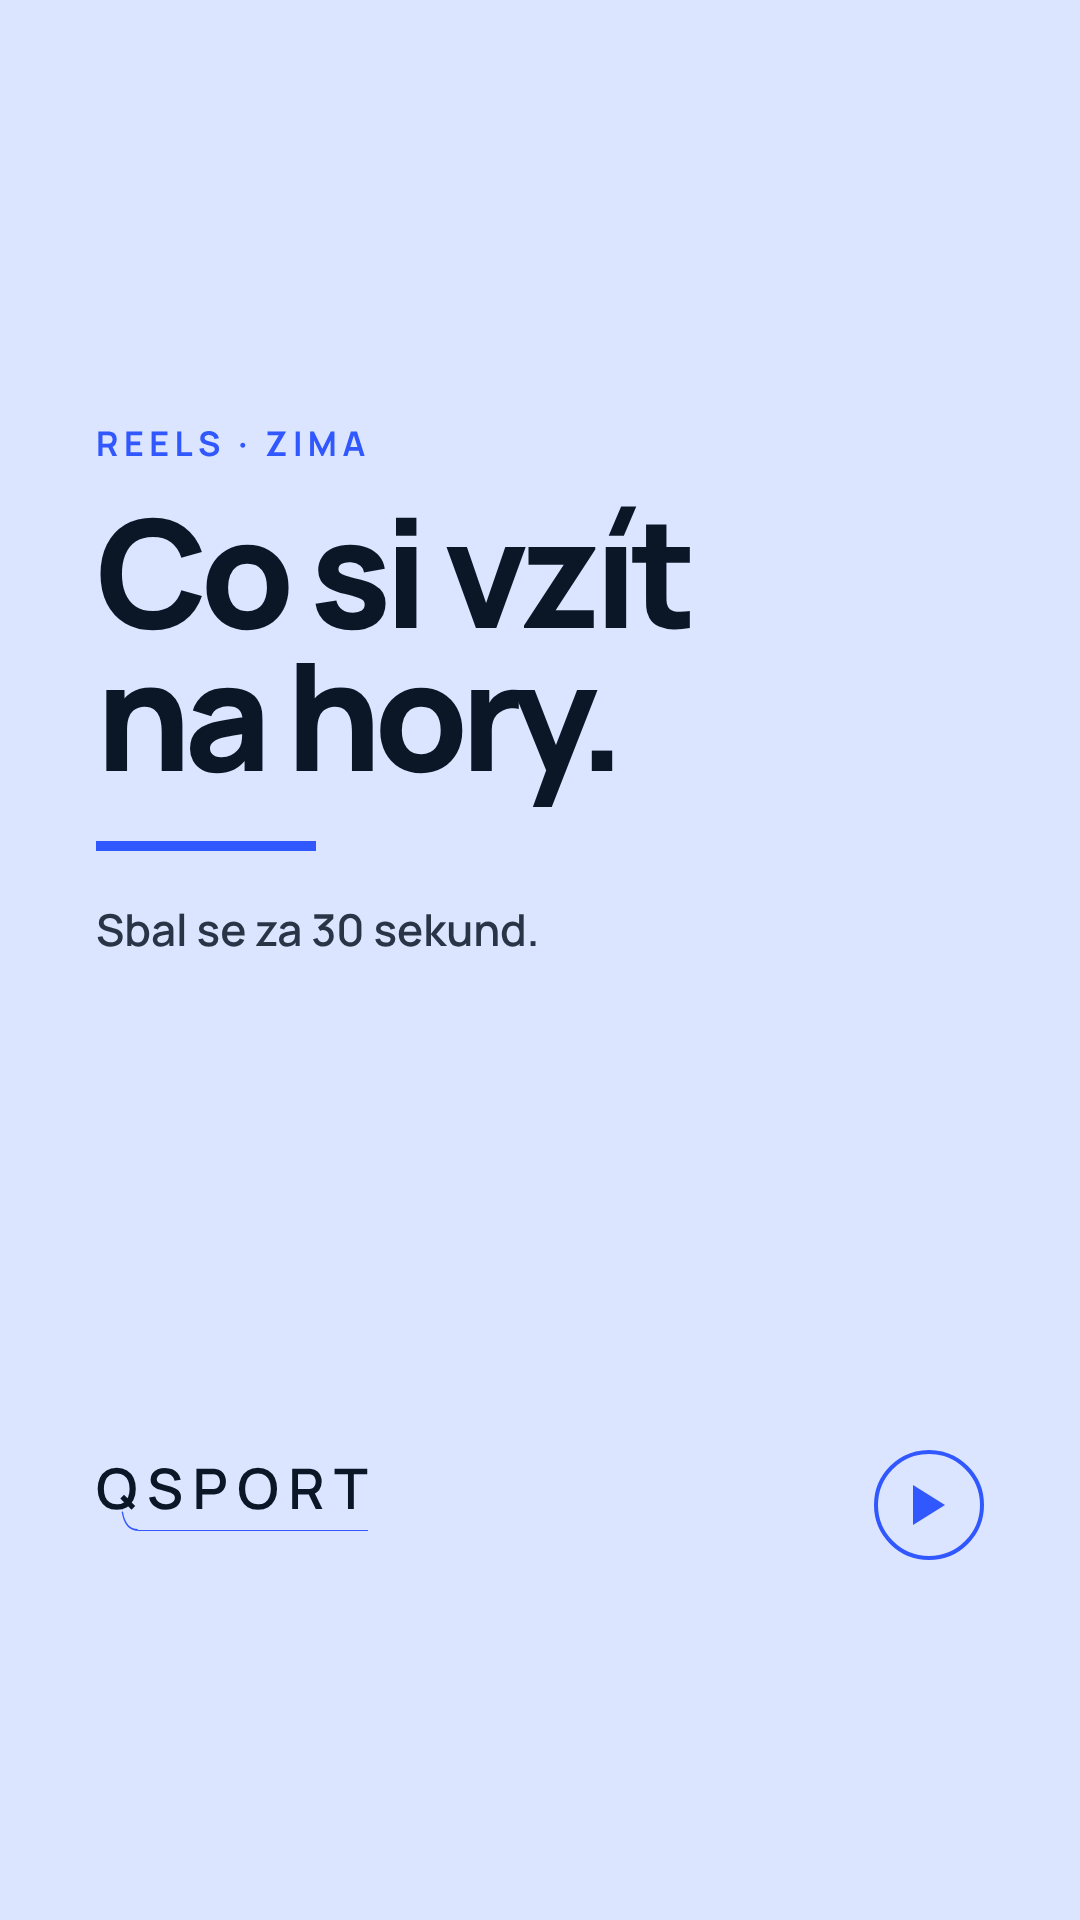 REELS · ZIMA
Co si vzít
na hory.
Sbal se za 30 sekund.
QSPORT